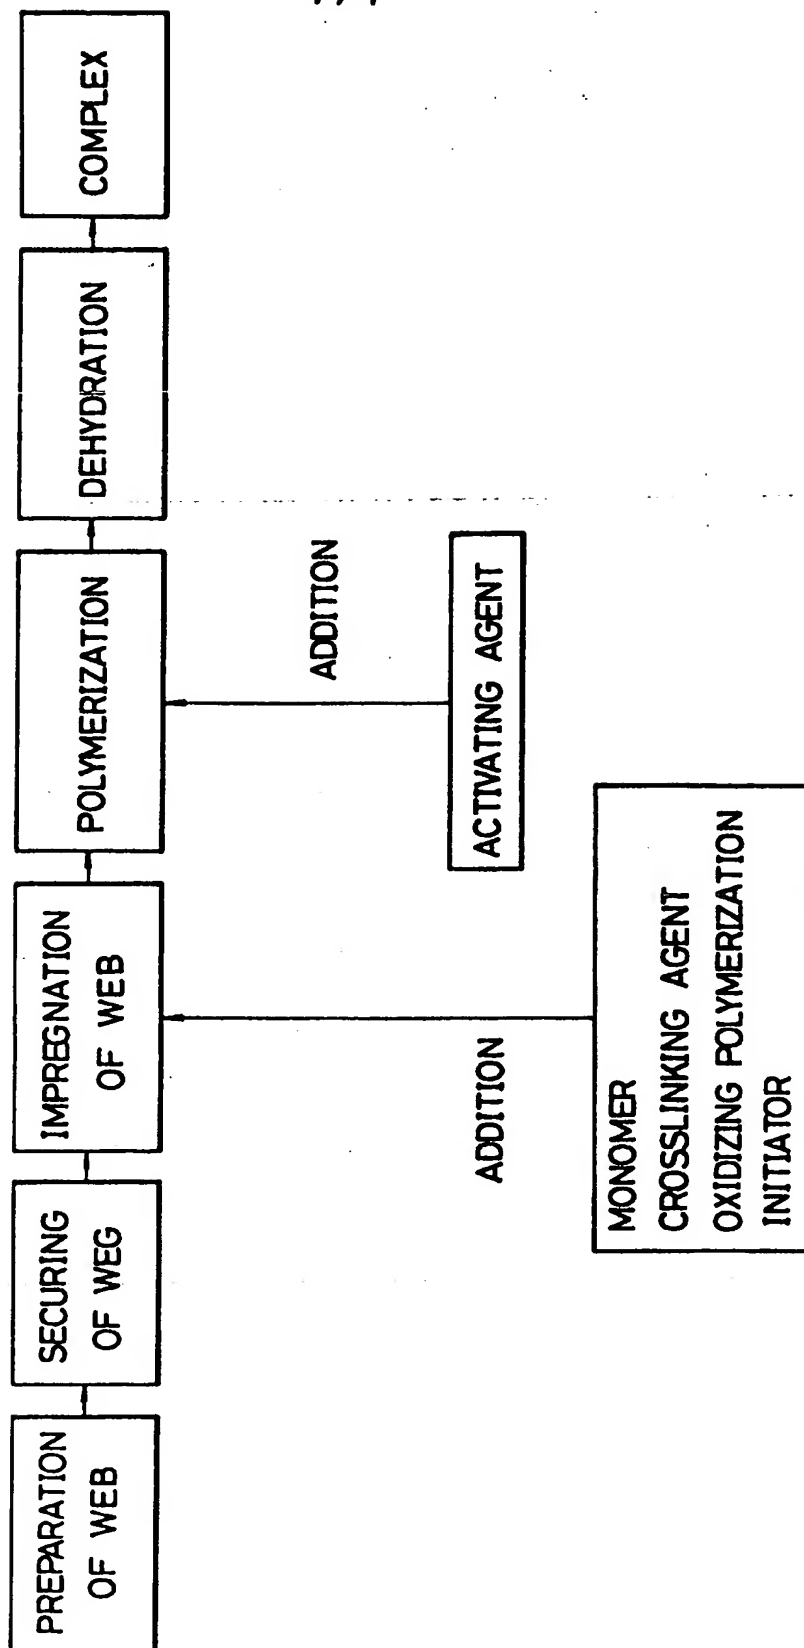 PREPARATION
OF WEB
SECURING
OF WEG
IMPREGNATION
OF WEB
POLYMERIZATION
DEHYDRATION
COMPLEX
ADDITION
ADDITION
ACTIVATING AGENT
MONOMER
CROSSLINKING AGENT
OXIDIZING POLYMERIZATION
INITIATOR